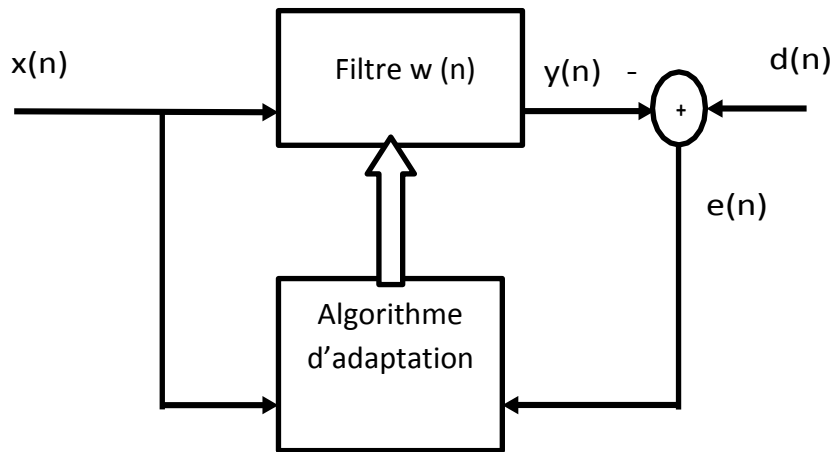 x(n)
Filtre w (n)
y(n)
-
d(n)
+
e(n)
Algorithme
d’adaptation